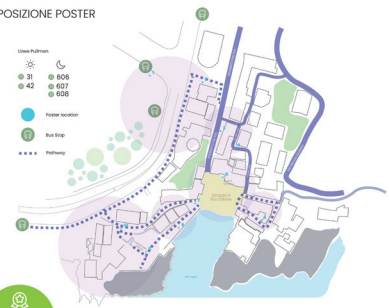 POSIZIONE POSTER
Linee Pullman
31
42
606
607
608
Poster location
Bus Stop
Pathway